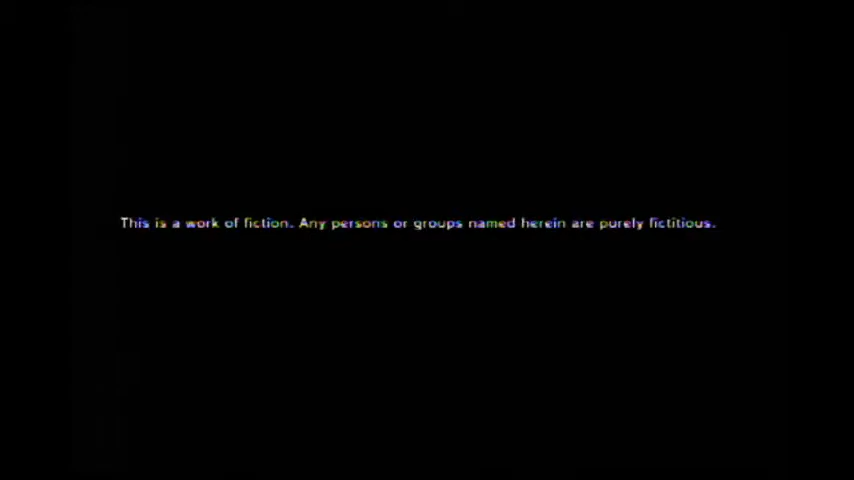 This is a work of fiction. Any persons or groups named herein are purely fictitious.